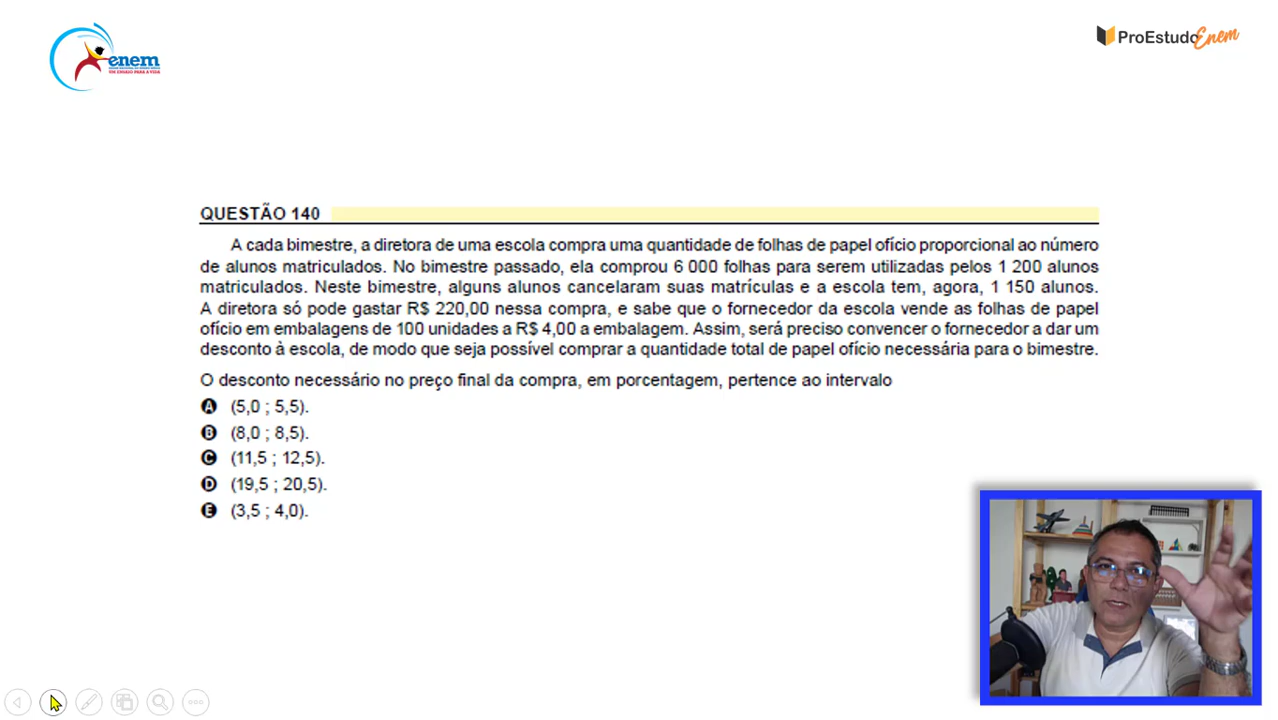 enem
ProEstudoEnem
QUESTÃO 140
A cada bimestre, a diretora de uma escola compra uma quantidade de folhas de papel ofício proporcional ao número
de alunos matriculados. No bimestre passado, ela comprou 6 000 folhas para serem utilizadas pelos 1 200 alunos
matriculados. Neste bimestre, alguns alunos cancelaram suas matrículas e a escola tem, agora, 1 150 alunos.
A diretora só pode gastar R$ 220,00 nessa compra, e sabe que o fornecedor da escola vende as folhas de papel
ofício em embalagens de 100 unidades a R$ 4,00 a embalagem. Assim, será preciso convencer o fornecedor a dar um
desconto à escola, de modo que seja possível comprar a quantidade total de papel ofício necessária para o bimestre.
O desconto necessário no preço final da compra, em porcentagem, pertence ao intervalo
A (5,0 ; 5,5).
B (8,0 ; 8,5).
C (11,5 ; 12,5).
D (19,5 ; 20,5).
E (3,5 ; 4,0).